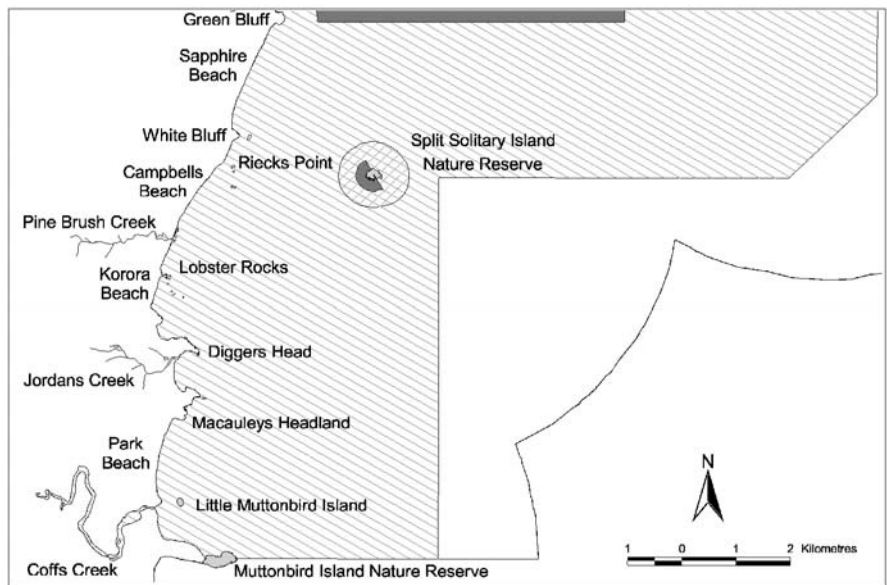 Green Bluff
Sapphire
Beach
White Bluff
Riecks Point
Split Solitary Island
Nature Reserve
Campbells
Beach
Pine Brush Creek
Lobster Rocks
Korora
Beach
Diggers Head
Jordans Creek
Macauleys Headland
Park
Beach
N
Little Muttonbird Island
1 0 1 2 Kilometres
Coffs Creek
Muttonbird Island Nature Reserve